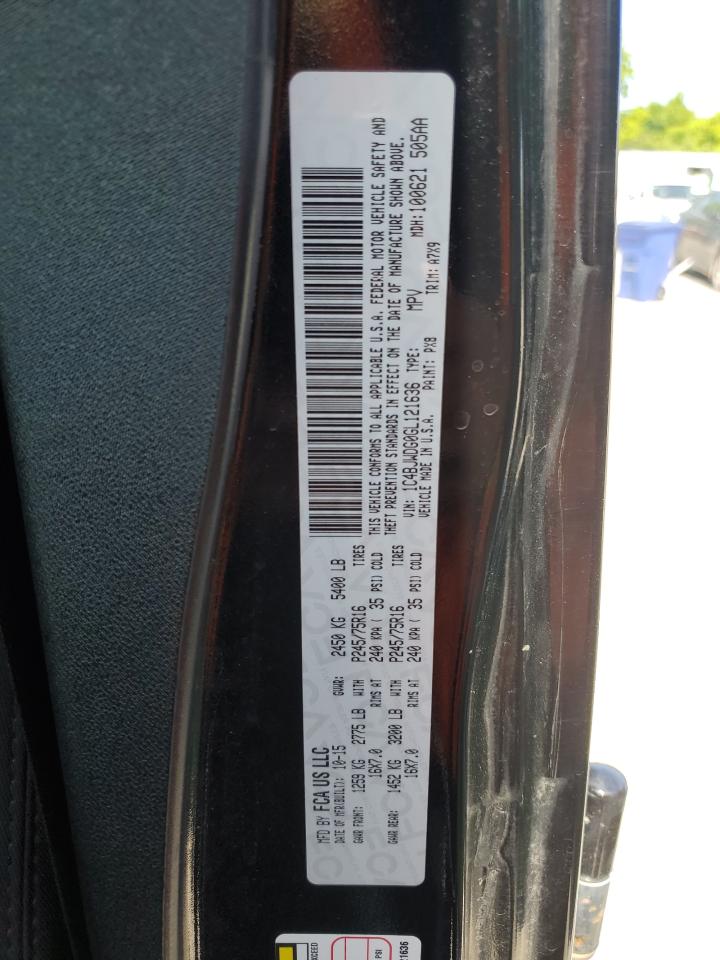 MFD BY FCA US LLC
DATE OF MFR(BUILT): 10-15 GVWR: 2450 KG 5400 LB
GAWR FRONT: 1259 KG 2775 LB WITH P245/75R16 TIRES
16X7.0 RIMS AT 240 KPA ( 35 PSI) COLD
GAWR REAR: 1452 KG 3200 LB WITH P245/75R16 TIRES
16X7.0 RIMS AT 240 KPA ( 35 PSI) COLD
THIS VEHICLE CONFORMS TO ALL APPLICABLE U.S.A. FEDERAL MOTOR VEHICLE SAFETY AND
THEFT PREVENTION STANDARDS IN EFFECT ON THE DATE OF MANUFACTURE SHOWN ABOVE.
VIN: 1C4BJWDG0GL121636 TYPE: MPV MDH: 100621 505AA
VEHICLE MADE IN U.S.A. PAINT: PX8 TRIM: A7X9
EXCEED
PSI
21636